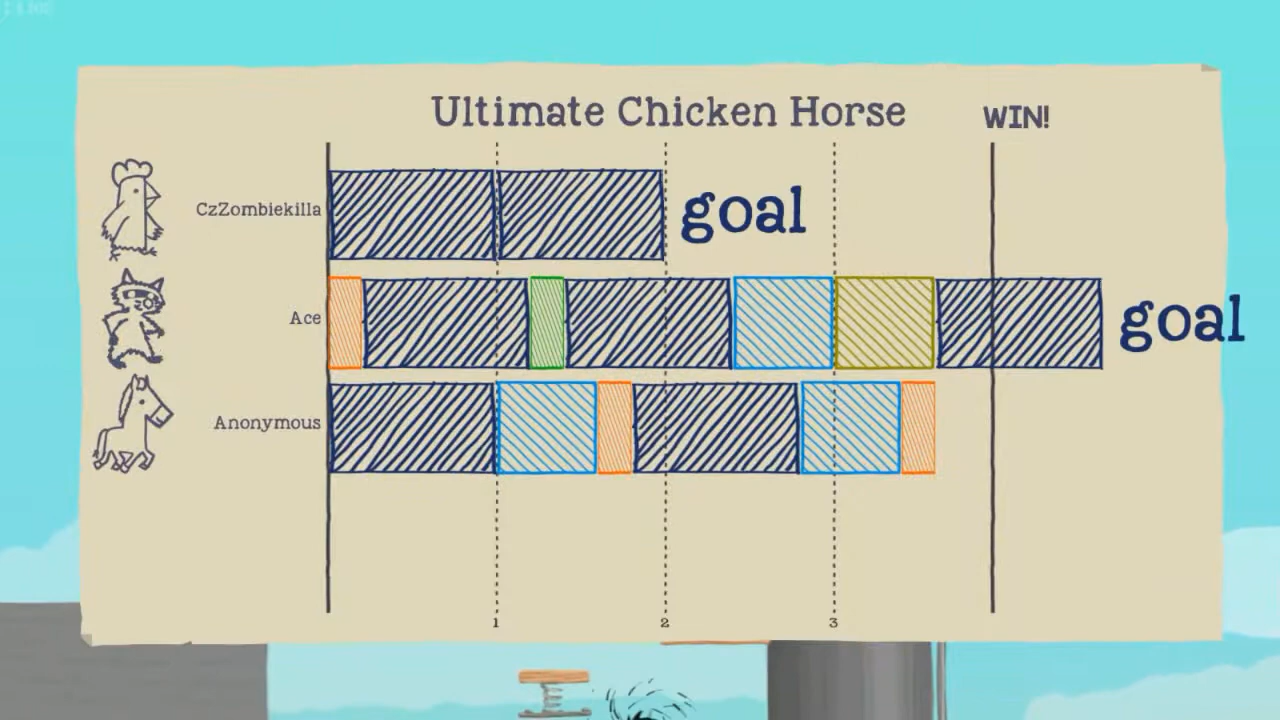 Ultimate Chicken Horse
WIN!
CzZombiekilla
goal
Ace
goal
Anonymous
1
2
3